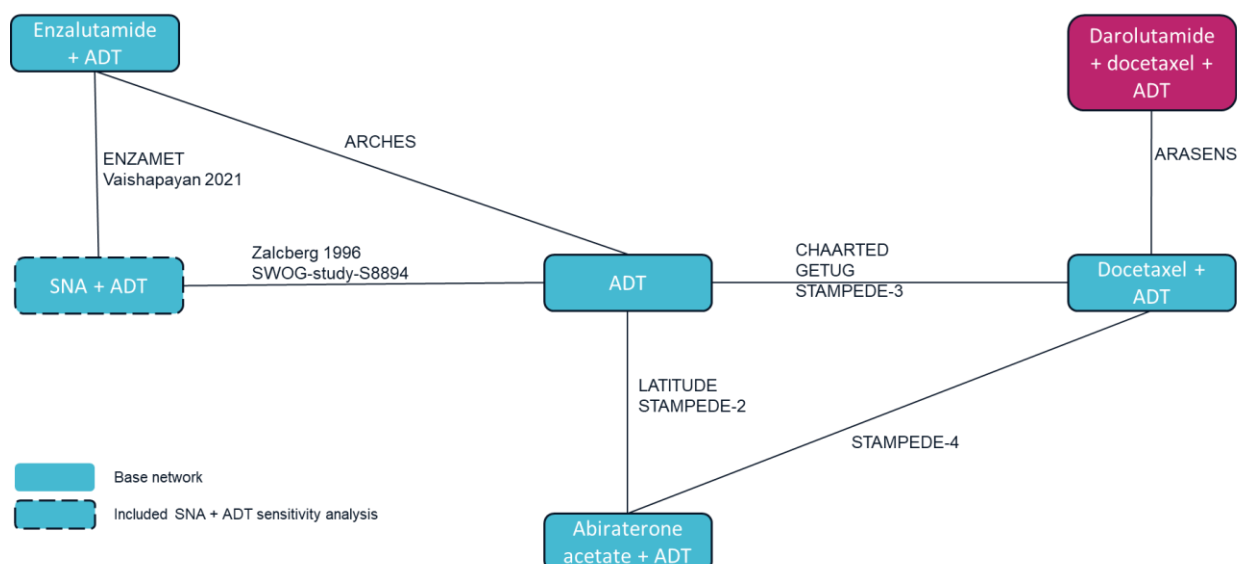 Enzalutamide
+ ADT
Darolutamide
+ docetaxel +
ADT
ARCHES
ENZAMET
Vaishapayan 2021
ARASENS
Zalcberg 1996
SWOG-study-S8894
CHAARTED
GETUG
STAMPEDE-3
SNA + ADT
ADT
Docetaxel +
ADT
LATITUDE
STAMPEDE-2
STAMPEDE-4
Base network
Included SNA + ADT sensitivity analysis
Abiraterone
acetate + ADT